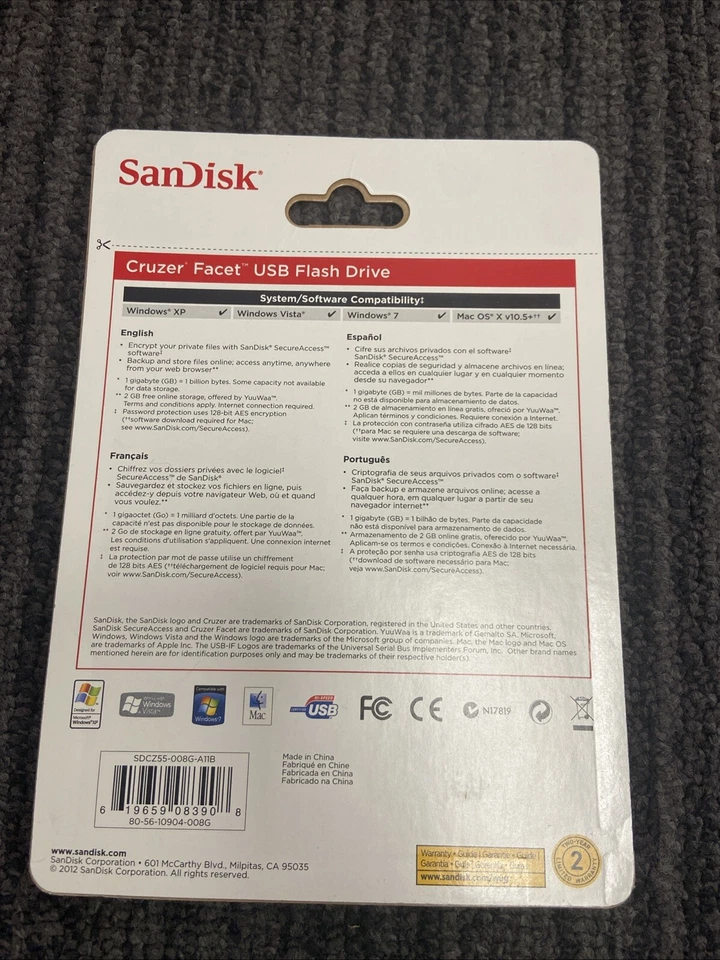 SanDisk®
Cruzer® Facet™ USB Flash Drive
System/Software Compatibility‡
Windows® XP ✔ Windows Vista® ✔ Windows® 7 ✔ Mac OS® X v10.5+†† ✔
English
• Encrypt your private files with SanDisk® SecureAccess™
software‡
• Backup and store files online; access anytime, anywhere
from your web browser**
* 1 gigabyte (GB) = 1 billion bytes. Some capacity not available
for data storage.
** 2 GB free online storage, offered by YuuWaa™.
Terms and conditions apply. Internet connection required.
‡ Password protection uses 128-bit AES encryption
(††software download required for Mac;
see www.SanDisk.com/SecureAccess).
Español
• Cifre sus archivos privados con el software‡
SanDisk® SecureAccess™
• Realice copias de seguridad y almacene archivos en línea;
acceda a ellos en cualquier lugar y en cualquier momento
desde su navegador**
* 1 gigabyte (GB) = mil millones de bytes. Parte de la capacidad
no está disponible para almacenamiento de datos.
** 2 GB de almacenamiento en línea gratis, ofrecido por YuuWaa™.
Aplican términos y condiciones. Requiere conexión a Internet.
‡ La protección con contraseña utiliza cifrado AES de 128 bits
(††para Mac se requiere una descarga de software;
visite www.SanDisk.com/SecureAccess).
Français
• Chiffrez vos dossiers privées avec le logiciel‡
SecureAccess™ de SanDisk®
• Sauvegardez et stockez vos fichiers en ligne, puis
accédez-y depuis votre navigateur Web, où et quand
vous voulez.**
* 1 gigaoctet (Go) = 1 milliard d'octets. Une partie de la
capacité n'est pas disponible pour le stockage de données.
** 2 Go de stockage en ligne gratuity, offert par YuuWaa™.
Les conditions d'utilisation s'appliquent. Une connexion internet
est requise.
‡ La protection par mot de passe utilise un chiffrement
de 128 bits AES (††téléchargement de logiciel requis pour Mac;
voir www.SanDisk.com/SecureAccess).
Português
• Criptografia de seus arquivos privados com o software‡
SanDisk® SecureAccess™
• Faça backup e armazene arquivos online; acesse a
qualquer hora, em qualquer lugar a partir de seu
navegador internet**
* 1 gigabyte (GB) = 1 bilhão de bytes. Parte da capacidade
não está disponível para armazenamento de dados.
** Armazenamento de 2 GB online gratis, oferecido por YuuWaa™.
Aplicam-se os termos e condições. Conexão à Internet necessária.
‡ A proteção por senha usa criptografia AES de 128 bits
(††download de software necessário para Mac;
veja www.SanDisk.com/SecureAccess).
SanDisk, the SanDisk logo and Cruzer are trademarks of SanDisk Corporation, registered in the United States and other countries.
SanDisk SecureAccess and Cruzer Facet are trademarks of SanDisk Corporation. YuuWaa is a trademark of Gemalto SA. Microsoft,
Windows, Windows Vista and the Windows logo are trademarks of the Microsoft group of companies. Mac, the Mac logo and Mac OS
are trademarks of Apple Inc. The USB-IF Logos are trademarks of the Universal Serial Bus Implementers Forum, Inc. Other brand names
mentioned herein are for identification purposes only and may be trademarks of their respective holder(s).
Designed for
Microsoft®
Windows®XP
Windows
Vista™
Compatible with
Windows 7
Mac
HI-SPEED
CERTIFIED USB
FC CE N17819
SDCZ55-008G-A11B
6 19659 08390 8
80-56-10904-008G
Made in China
Fabriqué en Chine
Fabricada en China
Fabricado na China
www.sandisk.com
SanDisk Corporation • 601 McCarthy Blvd., Milpitas, CA 95035
© 2012 SanDisk Corporation. All rights reserved.
Warranty • Guide | Garantie • Guide |
Garantía •
www.sandisk.com/wug
TWO-YEAR
2
LIMITED WARRANTY